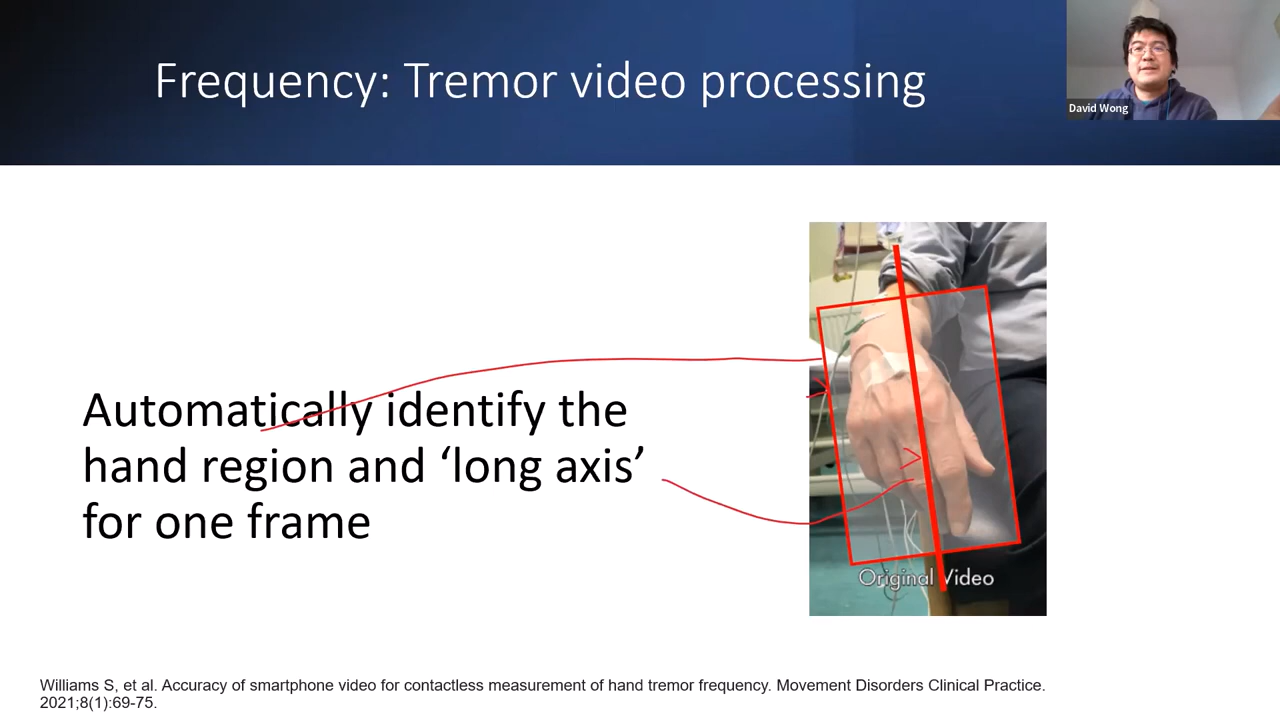 Frequency: Tremor video processing
David Wong
Automatically identify the
hand region and ‘long axis’
for one frame
Original Video
Williams S, et al. Accuracy of smartphone video for contactless measurement of hand tremor frequency. Movement Disorders Clinical Practice.
2021;8(1):69-75.